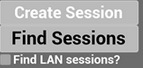 Create Session
Find Sessions
Find LAN sessions?